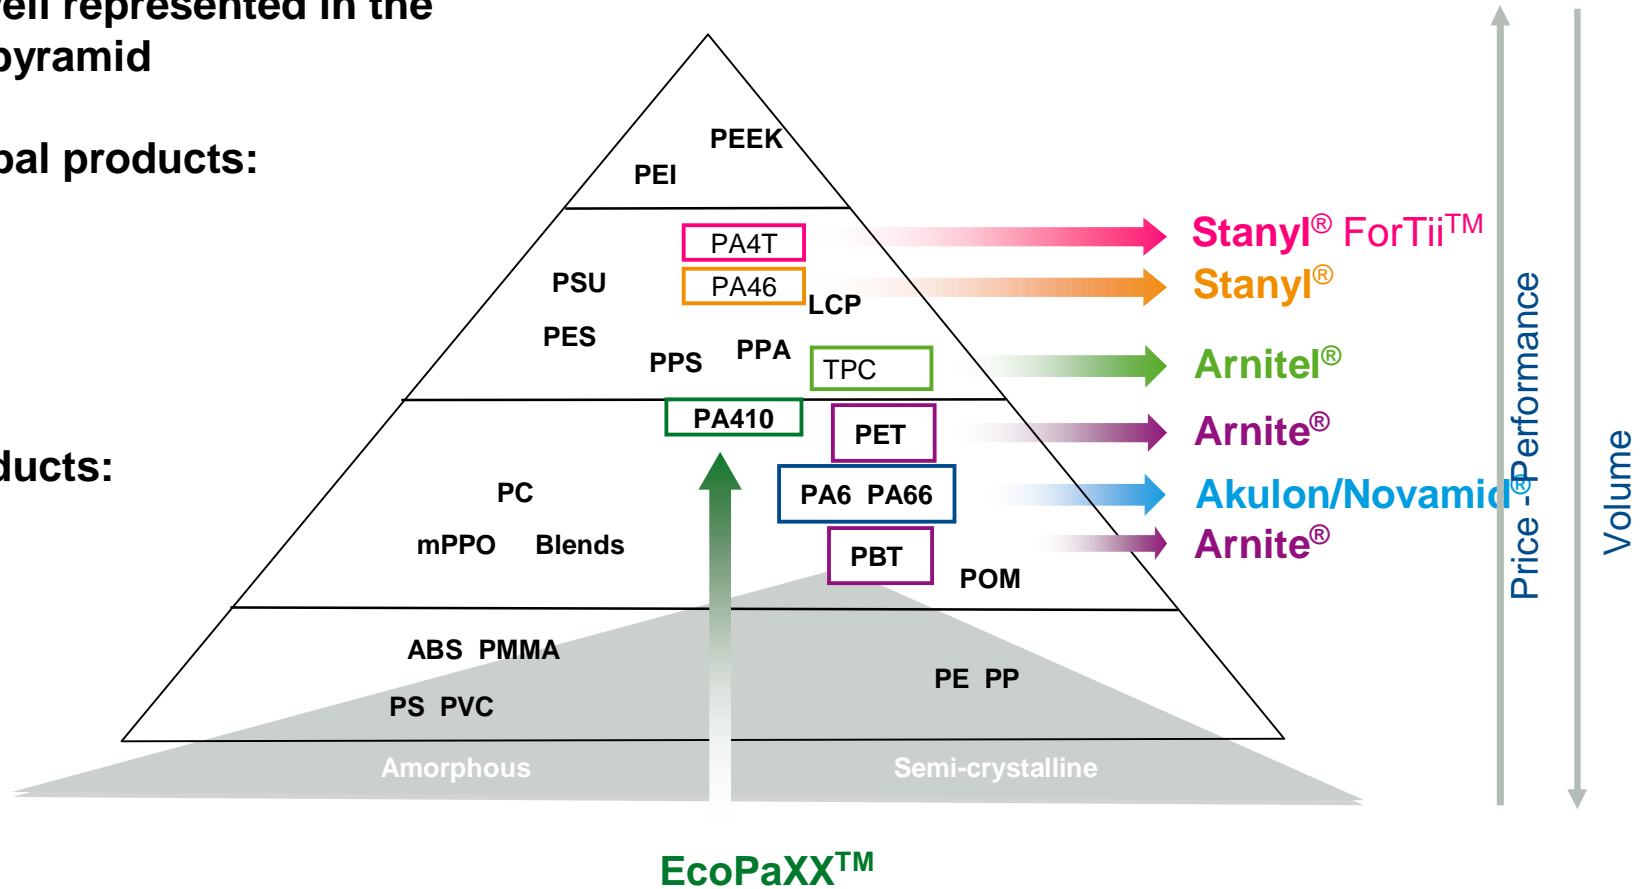 well represented in the
pyramid
bal products:
ducts:
PEEK
PEI
PA4T
Stanyl® ForTii™
PSU
PA46
LCP
Stanyl®
PES
PPS PPA
TPC
Arnitel®
PA410
PET
Arnite®
PC
PA6 PA66
Akulon/Novamid®
mPPO Blends
PBT
Arnite®
POM
ABS PMMA
PE PP
PS PVC
Amorphous
Semi-crystalline
EcoPaXX™
Price - Performance
Volume